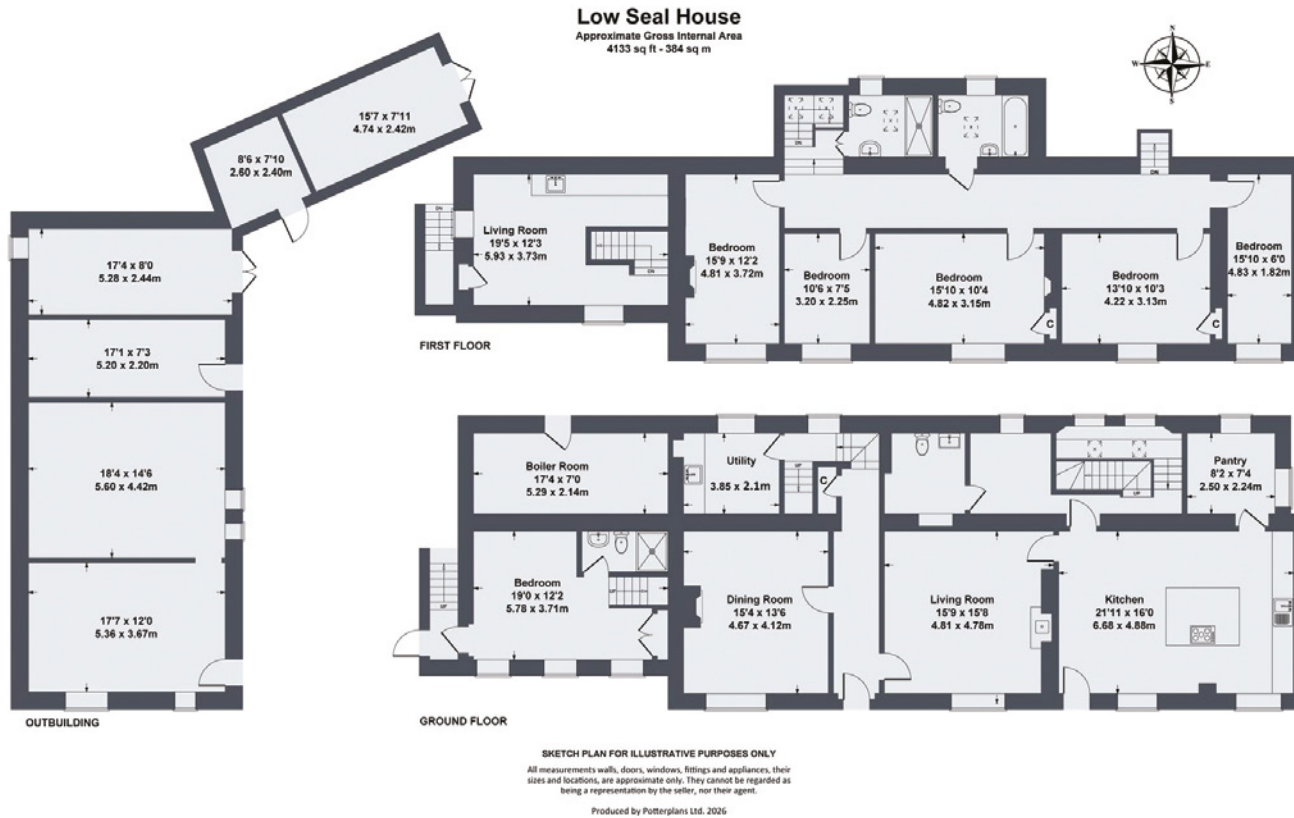 Low Seal House
Approximate Gross Internal Area
4133 sq ft - 384 sq m
N
W
E
S
15'7 x 7'11
4.74 x 2.42m
8'6 x 7'10
2.60 x 2.40m
17'4 x 8'0
5.28 x 2.44m
17'1 x 7'3
5.20 x 2.20m
18'4 x 14'6
5.60 x 4.42m
17'7 x 12'0
5.36 x 3.67m
OUTBUILDING
DN
Living Room
19'5 x 12'3
5.93 x 3.73m
DN
Bedroom
15'9 x 12'2
4.81 x 3.72m
DN
Bedroom
10'6 x 7'5
3.20 x 2.25m
Bedroom
15'10 x 10'4
4.82 x 3.15m
C
Bedroom
13'10 x 10'3
4.22 x 3.13m
C
DN
Bedroom
15'10 x 6'0
4.83 x 1.82m
FIRST FLOOR
Boiler Room
17'4 x 7'0
5.29 x 2.14m
Utility
3.85 x 2.1m
UP
C
UP
Pantry
8'2 x 7'4
2.50 x 2.24m
UP
Bedroom
19'0 x 12'2
5.78 x 3.71m
UP
Dining Room
15'4 x 13'6
4.67 x 4.12m
Living Room
15'9 x 15'8
4.81 x 4.78m
Kitchen
21'11 x 16'0
6.68 x 4.88m
GROUND FLOOR
SKETCH PLAN FOR ILLUSTRATIVE PURPOSES ONLY
All measurements walls, doors, windows, fittings and appliances, their
sizes and locations, are approximate only. They cannot be regarded as
being a representation by the seller, nor their agent.
Produced by Potterplans Ltd. 2026